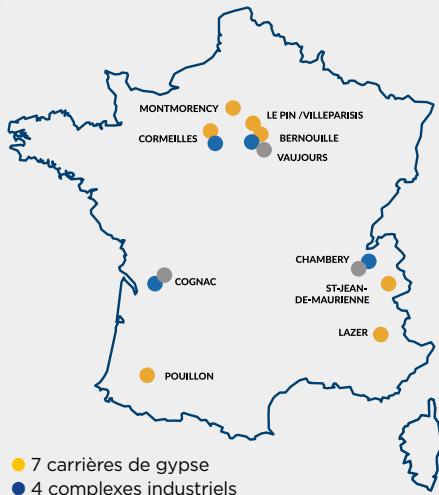 MONTMORENCY
LE PIN /VILLEPARISIS
CORMEILLES
BERNOUILLE
VAUJOURS
CHAMBERY
COGNAC
ST-JEAN-
DE-MAURIENNE
LAZER
POUILLON
7 carrières de gypse
4 complexes industriels